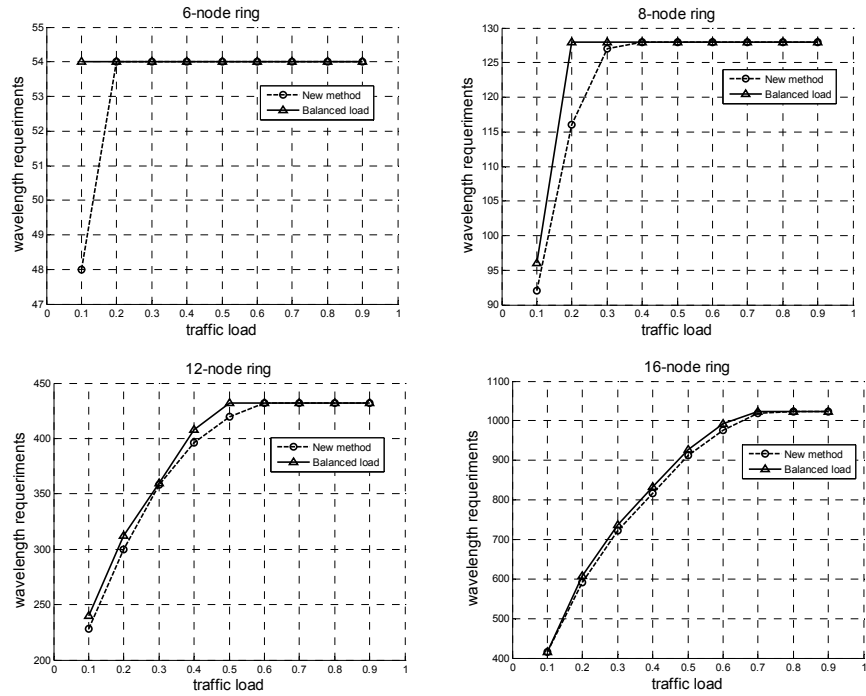 6-node ring
55
54
53
52
51
50
49
48
47
0 0.1 0.2 0.3 0.4 0.5 0.6 0.7 0.8 0.9 1
wavelength requeriments
traffic load
New method
Balanced load
8-node ring
130
125
120
115
110
105
100
95
90
0 0.1 0.2 0.3 0.4 0.5 0.6 0.7 0.8 0.9 1
wavelength requeriments
traffic load
New method
Balanced load
12-node ring
450
400
350
300
250
200
0 0.1 0.2 0.3 0.4 0.5 0.6 0.7 0.8 0.9 1
wavelength requeriments
traffic load
New method
Balanced load
16-node ring
1100
1000
900
800
700
600
500
400
0 0.1 0.2 0.3 0.4 0.5 0.6 0.7 0.8 0.9 1
wavelength requeriments
traffic load
New method
Balanced load